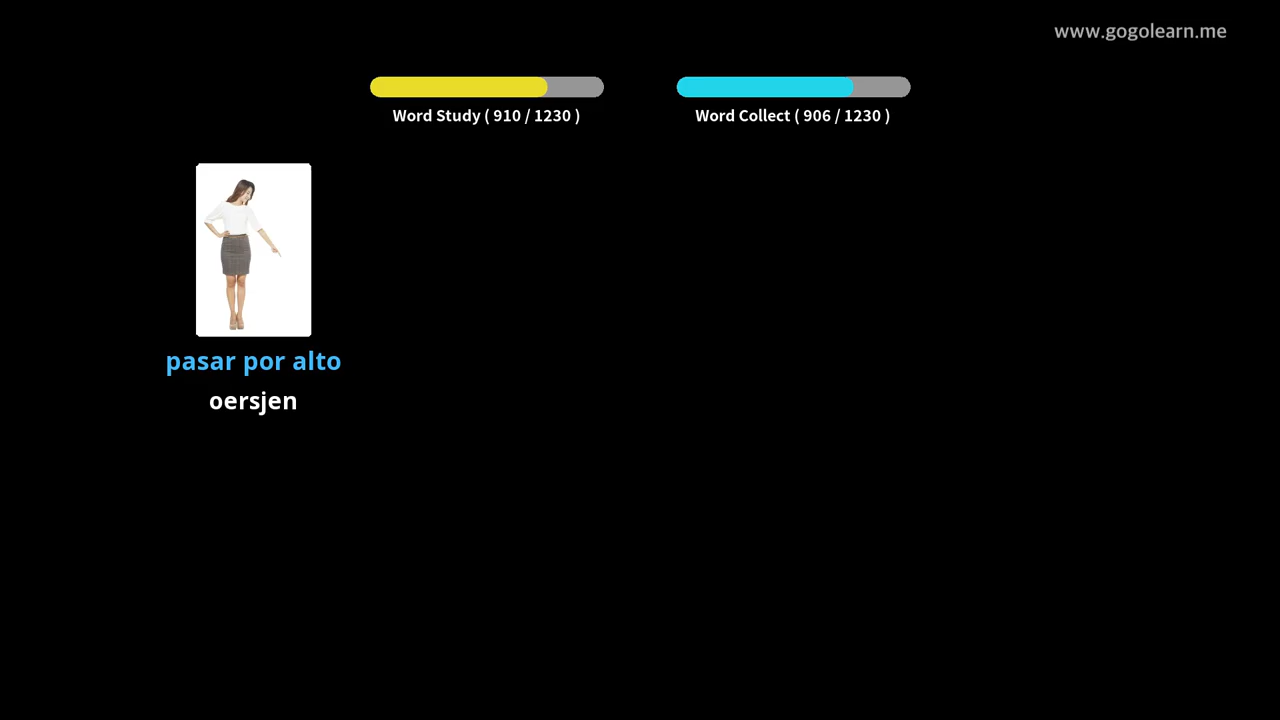 www.gogolearn.me
Word Study ( 910 / 1230 )
Word Collect ( 906 / 1230 )
pasar por alto
oersjen